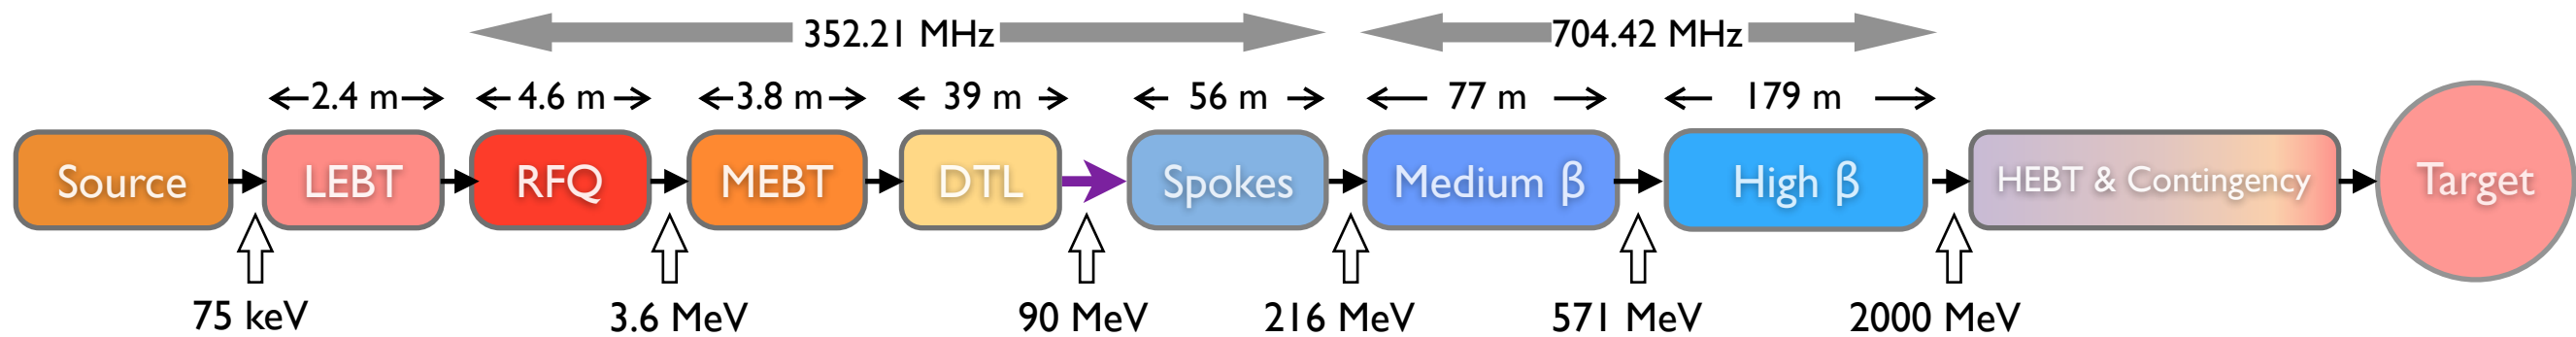 352.21 MHz 704.42 MHz
2.4 m 4.6 m 3.8 m 39 m 56 m 77 m 179 m
Source LEBT RFQ MEBT DTL Spokes Medium β High β HEBT & Contingency Target
75 keV 3.6 MeV 90 MeV 216 MeV 571 MeV 2000 MeV